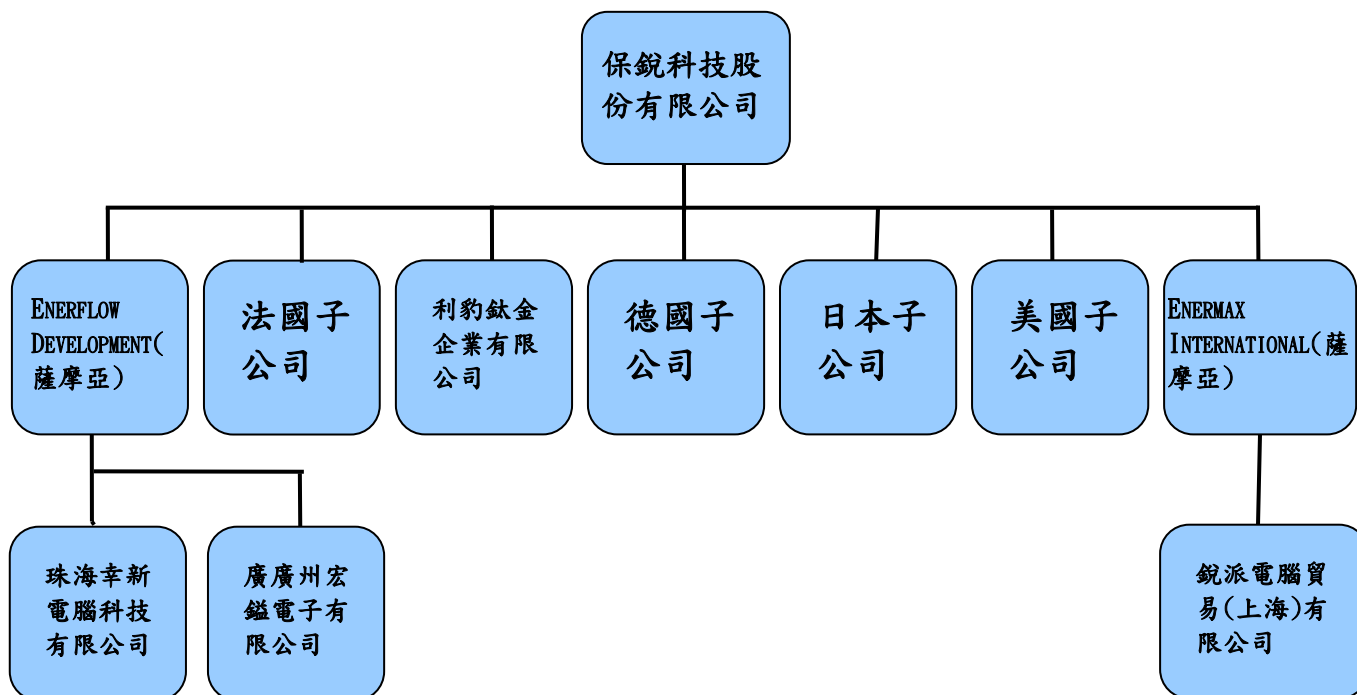 保銳科技股
份有限公司
ENERFLOW
DEVELOPMENT(
薩摩亞)
法國子
公司
利豹鈦金
企業有限
公司
德國子
公司
日本子
公司
美國子
公司
ENERMAX
INTERNATIONAL(薩
摩亞)
珠海幸新
電腦科技
有限公司
廣廣州宏
鎰電子有
限公司
銳派電腦貿
易(上海)有
限公司